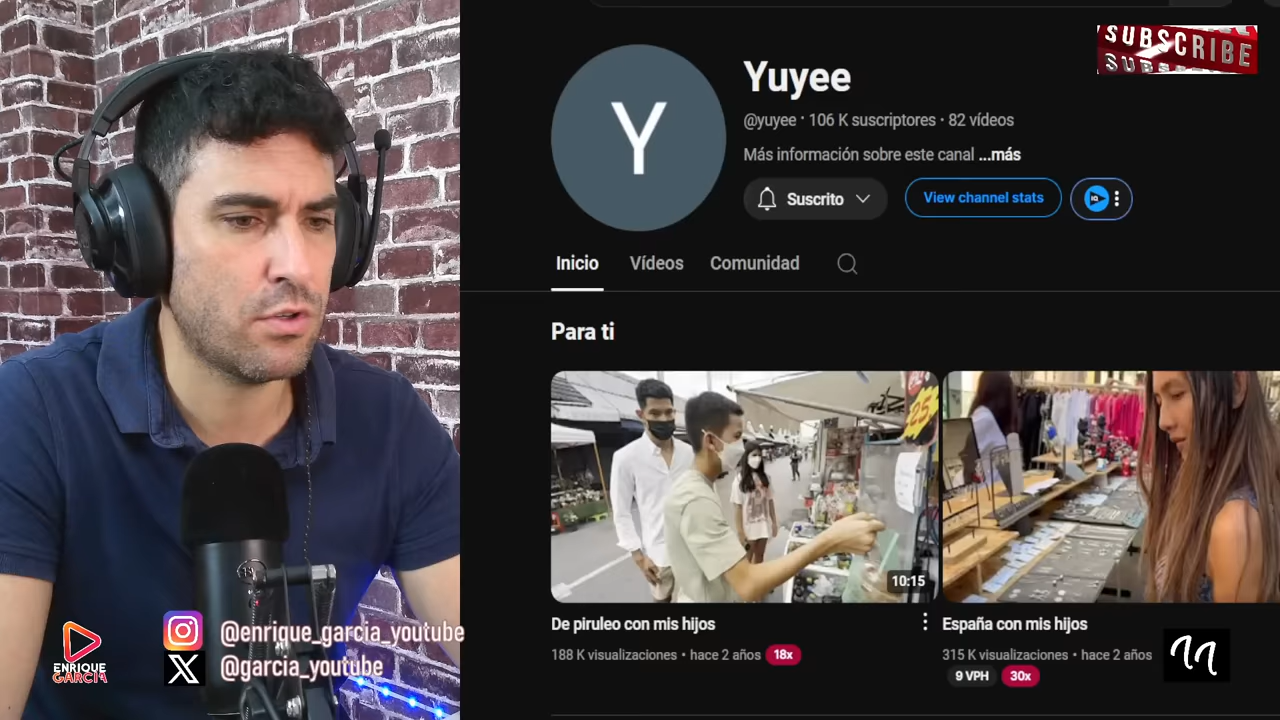 SUBSCRIBE
Y
Yuyee
@yuyee • 106 K suscriptores • 82 vídeos
Más información sobre este canal ...más
Suscrito
View channel stats
IQ
Inicio
Vídeos
Comunidad
Para ti
25
10:15
De piruleo con mis hijos
188 K visualizaciones • hace 2 años
18x
España con mis hijos
315 K visualizaciones • hace 2 años
9 VPH
30x
ENRIQUE
GARCIA
@enrique_garcia_youtube
@garcia_youtube